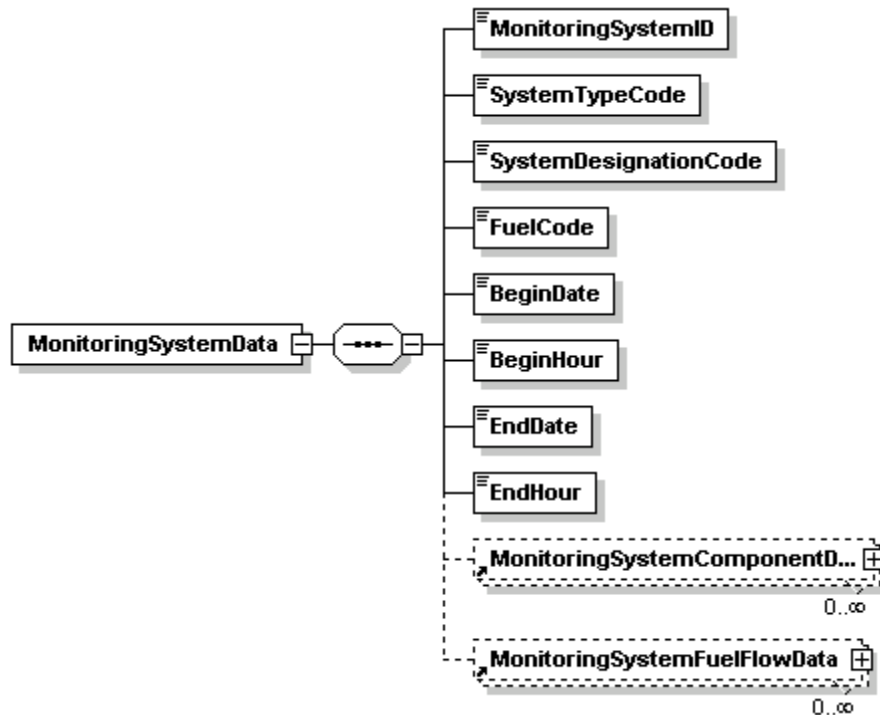 MonitoringSystemID
SystemTypeCode
SystemDesignationCode
FuelCode
BeginDate
MonitoringSystemData
BeginHour
EndDate
EndHour
MonitoringSystemComponentD...
0..∞
MonitoringSystemFuelFlowData
0..∞